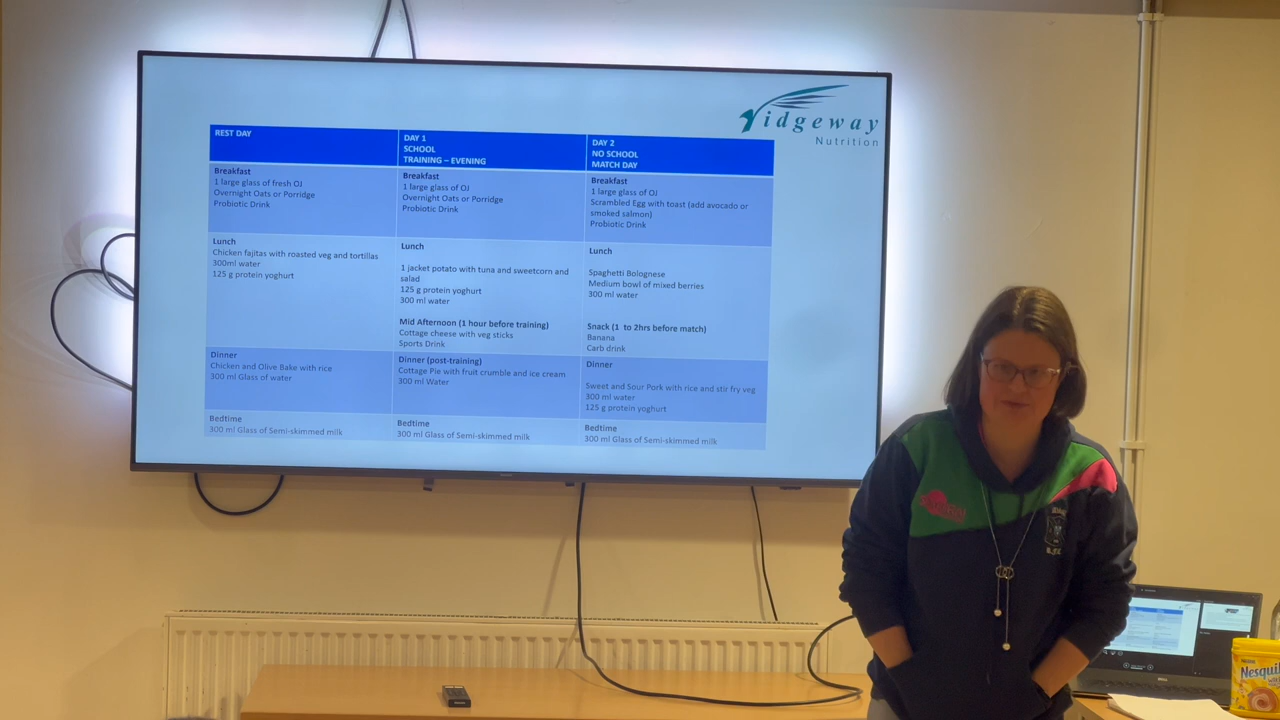 Ridgeway
Nutrition
REST DAY
DAY 1
SCHOOL
TRAINING – EVENING
DAY 2
NO SCHOOL
MATCH DAY
Breakfast
1 large glass of fresh OJ
Overnight Oats or Porridge
Probiotic Drink
Breakfast
1 large glass of OJ
Overnight Oats or Porridge
Probiotic Drink
Breakfast
1 large glass of OJ
Scrambled Egg with toast (add avocado or
smoked salmon)
Probiotic Drink
Lunch
Chicken fajitas with roasted veg and tortillas
300ml water
125 g protein yoghurt
Lunch
1 jacket potato with tuna and sweetcorn and
salad
125 g protein yoghurt
300 ml water
Mid Afternoon (1 hour before training)
Cottage cheese with veg sticks
Sports Drink
Lunch
Spaghetti Bolognese
Medium bowl of mixed berries
300 ml water
Snack (1 to 2hrs before match)
Banana
Carb drink
Dinner
Chicken and Olive Bake with rice
300 ml Glass of water
Dinner (post-training)
Cottage Pie with fruit crumble and ice cream
300 ml Water
Dinner
Sweet and Sour Pork with rice and stir fry veg
300 ml water
125 g protein yoghurt
Bedtime
300 ml Glass of Semi-skimmed milk
Bedtime
300 ml Glass of Semi-skimmed milk
Bedtime
300 ml Glass of Semi-skimmed milk
R.F.C
DELL
Nesquik